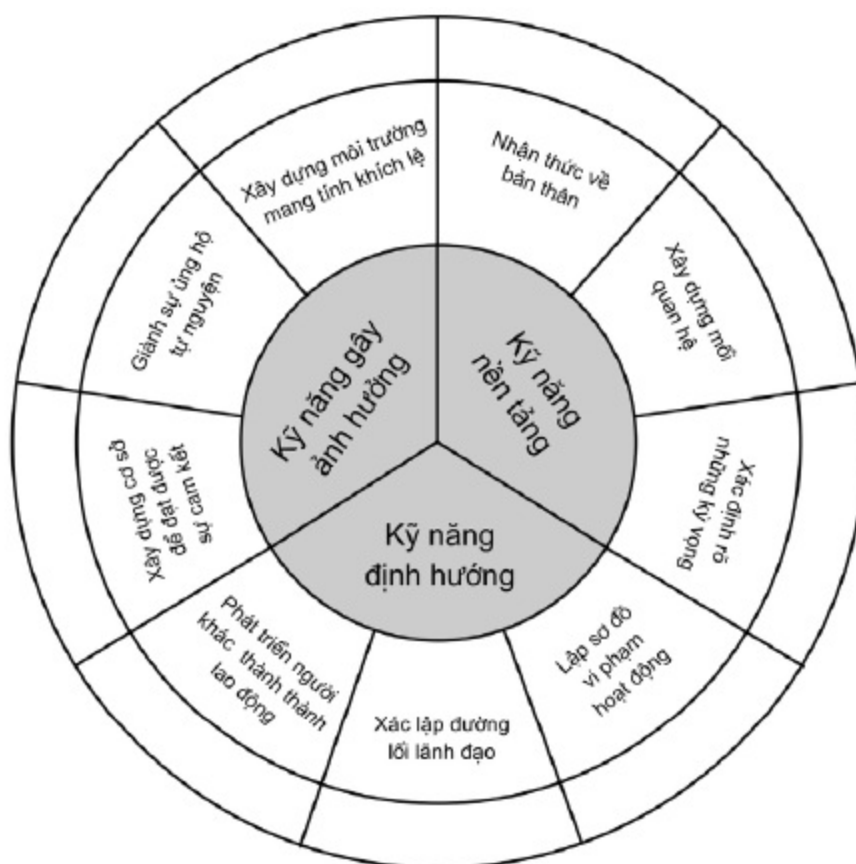 Xây dựng môi trường
mang tính khích lệ
Nhận thức về
bản thân
Giành sự ủng hộ
tự nguyện
Xây dựng mối
quan hệ
Kỹ năng gây
ảnh hưởng
Kỹ năng
nền tảng
Xây dựng cơ sở
để đạt được
sự cam kết
Xác định rõ
những kỳ vọng
Kỹ năng
định hướng
Phát triển người
khác thành thành
lao động
Xác lập đường
lối lãnh đạo
Lập sơ đồ
vi phạm
hoạt động